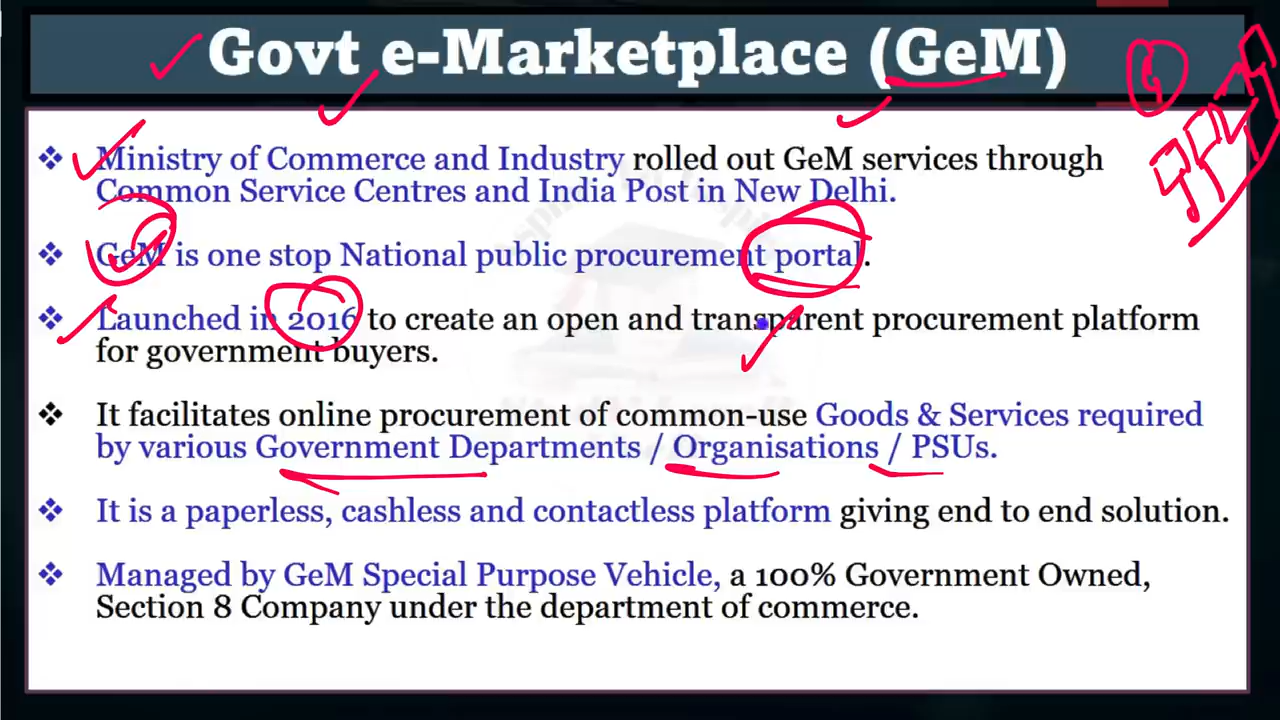 Govt e-Marketplace (GeM)
❖ Ministry of Commerce and Industry rolled out GeM services through
Common Service Centres and India Post in New Delhi.
❖ GeM is one stop National public procurement portal.
❖ Launched in 2016 to create an open and transparent procurement platform
for government buyers.
❖ It facilitates online procurement of common-use Goods & Services required
by various Government Departments / Organisations / PSUs.
❖ It is a paperless, cashless and contactless platform giving end to end solution.
❖ Managed by GeM Special Purpose Vehicle, a 100% Government Owned,
Section 8 Company under the department of commerce.